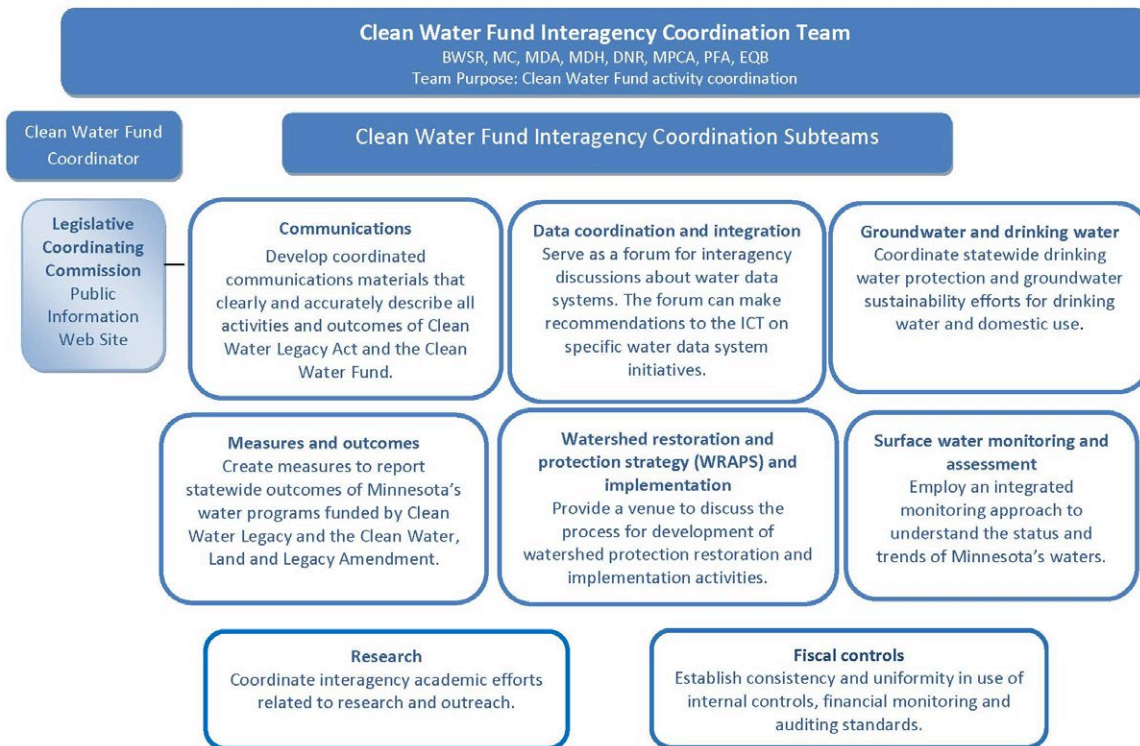 Clean Water Fund Interagency Coordination Team
BWSR, MC, MDA, MDH, DNR, MPCA, PFA, EQB
Team Purpose: Clean Water Fund activity coordination
Clean Water Fund
Coordinator
Clean Water Fund Interagency Coordination Subteams
Legislative
Coordinating
Commission
Public
Information
Web Site
Communications
Develop coordinated
communications materials that
clearly and accurately describe all
activities and outcomes of Clean
Water Legacy Act and the Clean
Water Fund.
Data coordination and integration
Serve as a forum for interagency
discussions about water data
systems. The forum can make
recommendations to the ICT on
specific water data system
initiatives.
Groundwater and drinking water
Coordinate statewide drinking
water protection and groundwater
sustainability efforts for drinking
water and domestic use.
Measures and outcomes
Create measures to report
statewide outcomes of Minnesota's
water programs funded by Clean
Water Legacy and the Clean Water,
Land and Legacy Amendment.
Watershed restoration and
protection strategy (WRAPS) and
implementation
Provide a venue to discuss the
process for development of
watershed protection restoration and
implementation activities.
Surface water monitoring and
assessment
Employ an integrated
monitoring approach to
understand the status and
trends of Minnesota's waters.
Research
Coordinate interagency academic efforts
related to research and outreach.
Fiscal controls
Establish consistency and uniformity in use of
internal controls, financial monitoring and
auditing standards.